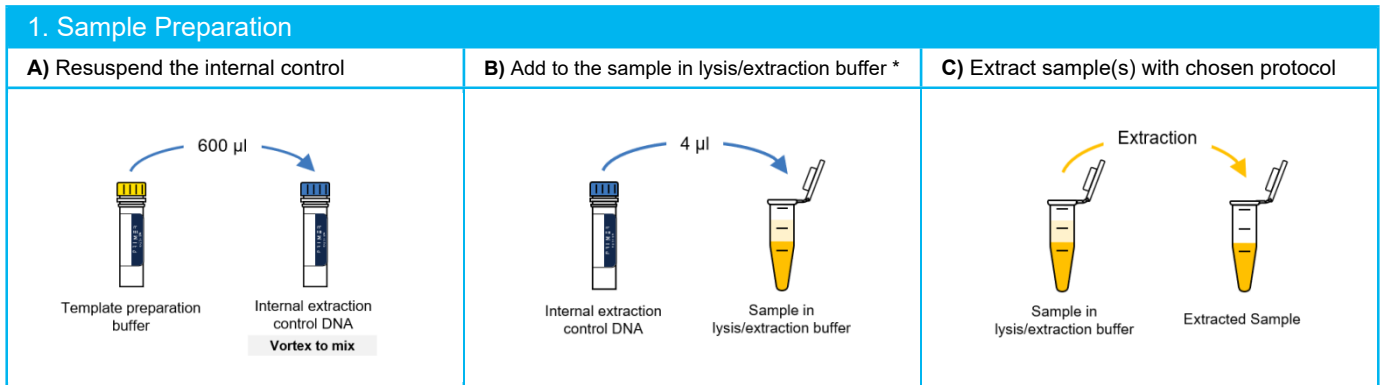 1. Sample Preparation
A) Resuspend the internal control
B) Add to the sample in lysis/extraction buffer *
C) Extract sample(s) with chosen protocol
600 µl
Template preparation
buffer
Internal extraction
control DNA
Vortex to mix
4 µl
Internal extraction
control DNA
Sample in
lysis/extraction buffer
Extraction
Sample in
lysis/extraction buffer
Extracted Sample